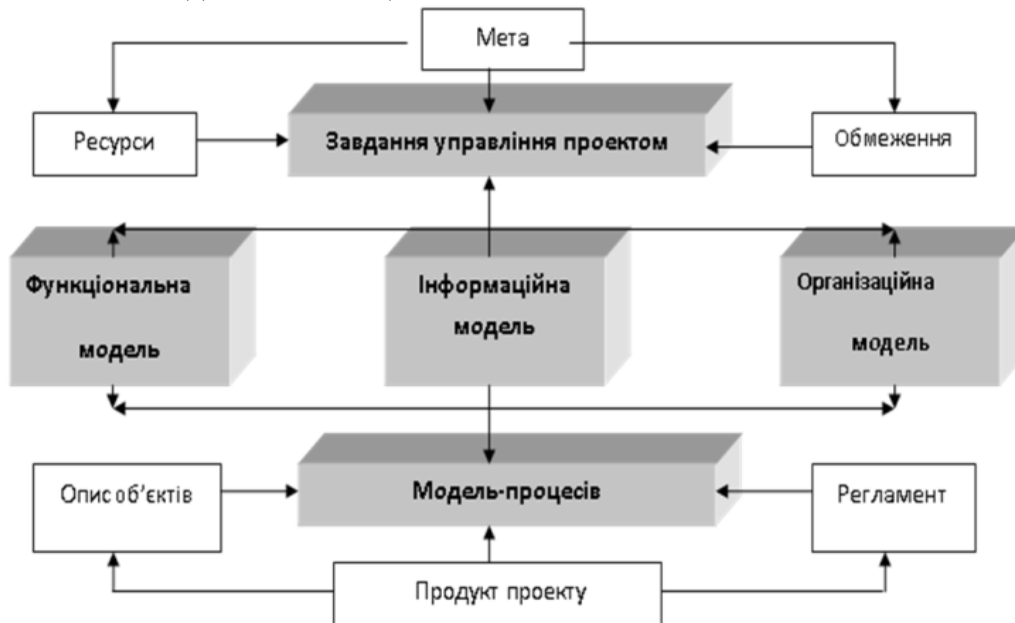 Мета
Ресурси
Завдання управління проектом
Обмеження
Функціональна
модель
Інформаційна
модель
Організаційна
модель
Опис об’єктів
Модель-процесів
Регламент
Продукт проекту